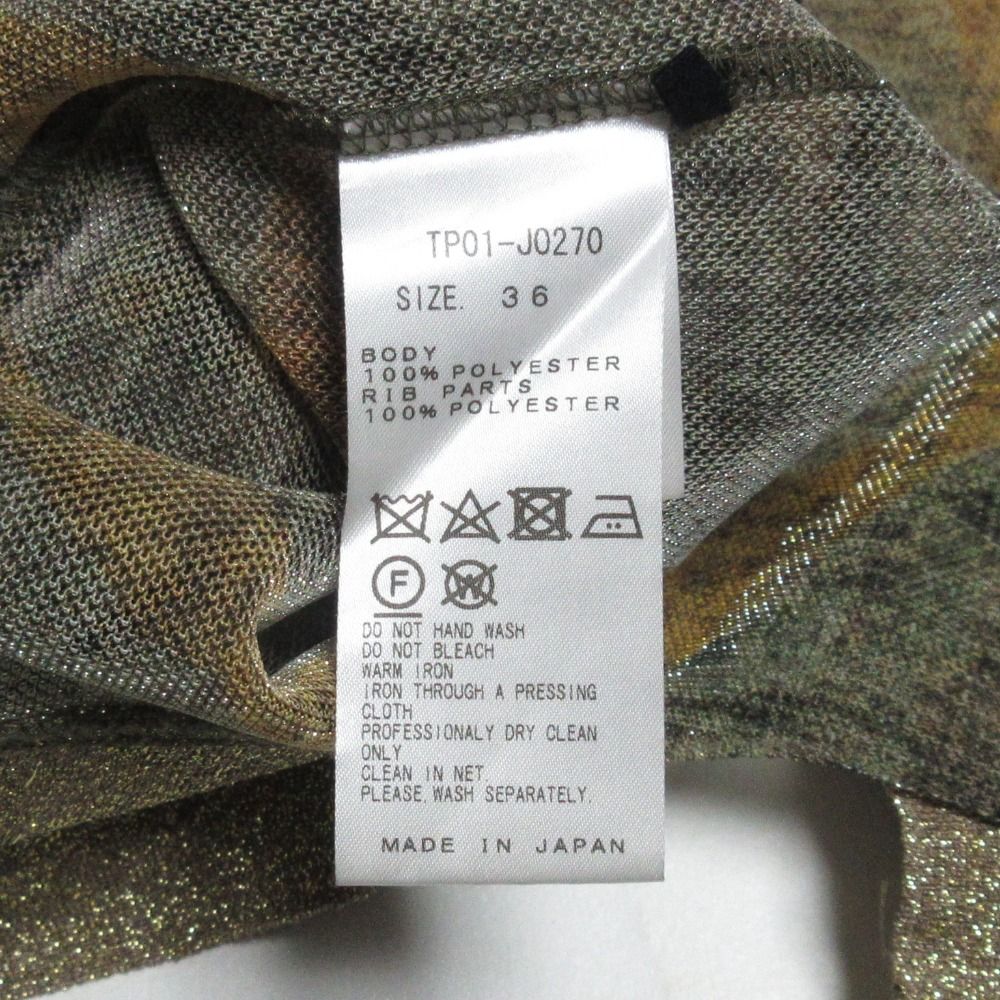 TP01-J0270
SIZE. 36
BODY
100% POLYESTER
RIB PARTS
100% POLYESTER
F W
DO NOT HAND WASH
DO NOT BLEACH
WARM IRON
IRON THROUGH A PRESSING
CLOTH
PROFESSIONALY DRY CLEAN
ONLY
CLEAN IN NET
PLEASE.WASH SEPARATELY.
MADE IN JAPAN